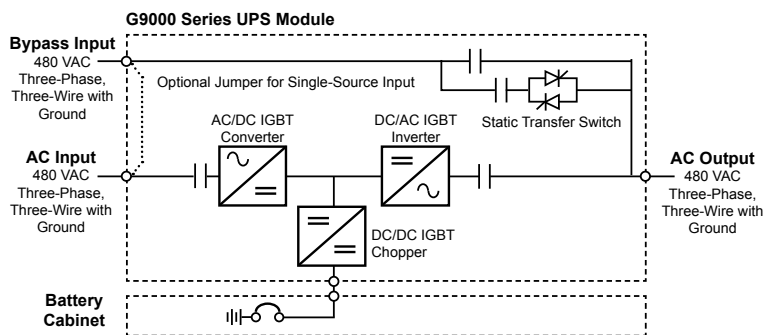 G9000 Series UPS Module
Bypass Input
480 VAC
Three-Phase,
Three-Wire with
Ground
Optional Jumper for Single-Source Input
Static Transfer Switch
AC/DC IGBT
Converter
DC/AC IGBT
Inverter
AC Input
480 VAC
Three-Phase,
Three-Wire with
Ground
AC Output
480 VAC
Three-Phase,
Three-Wire with
Ground
DC/DC IGBT
Chopper
Battery
Cabinet